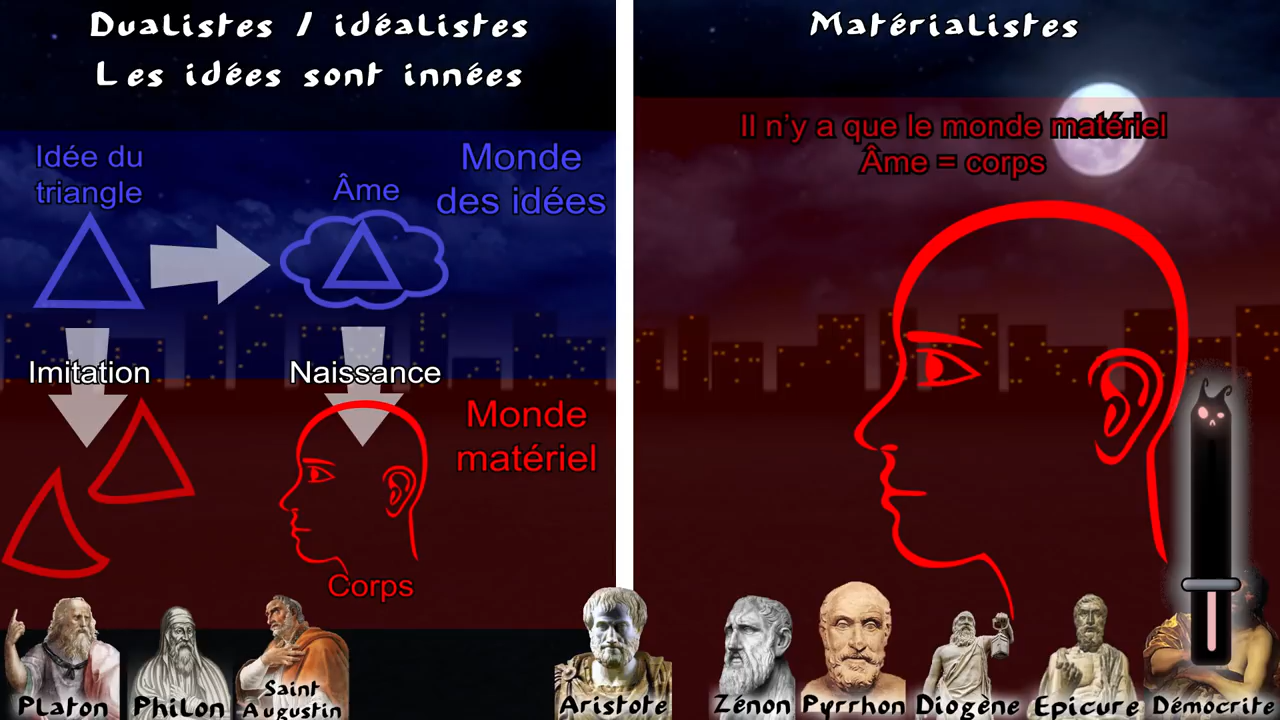 Dualistes / idéalistes
Les idées sont innées
Idée du
triangle
Âme
Monde
des idées
Imitation
Naissance
Monde
matériel
Corps
Platon
Philon
Saint
Augustin
Aristote
Matérialistes
Il n'y a que le monde matériel
Âme = corps
Zénon
Pyrrhon
Diogène
Epicure
Démocrite